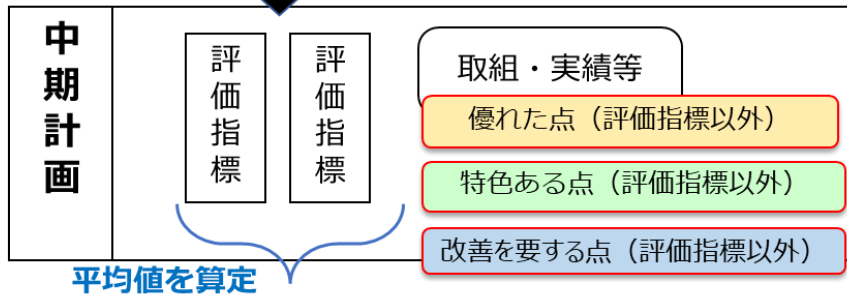 中期計画
評価指標
評価指標
取組・実績等
優れた点（評価指標以外）
特色ある点（評価指標以外）
改善を要する点（評価指標以外）
平均値を算定